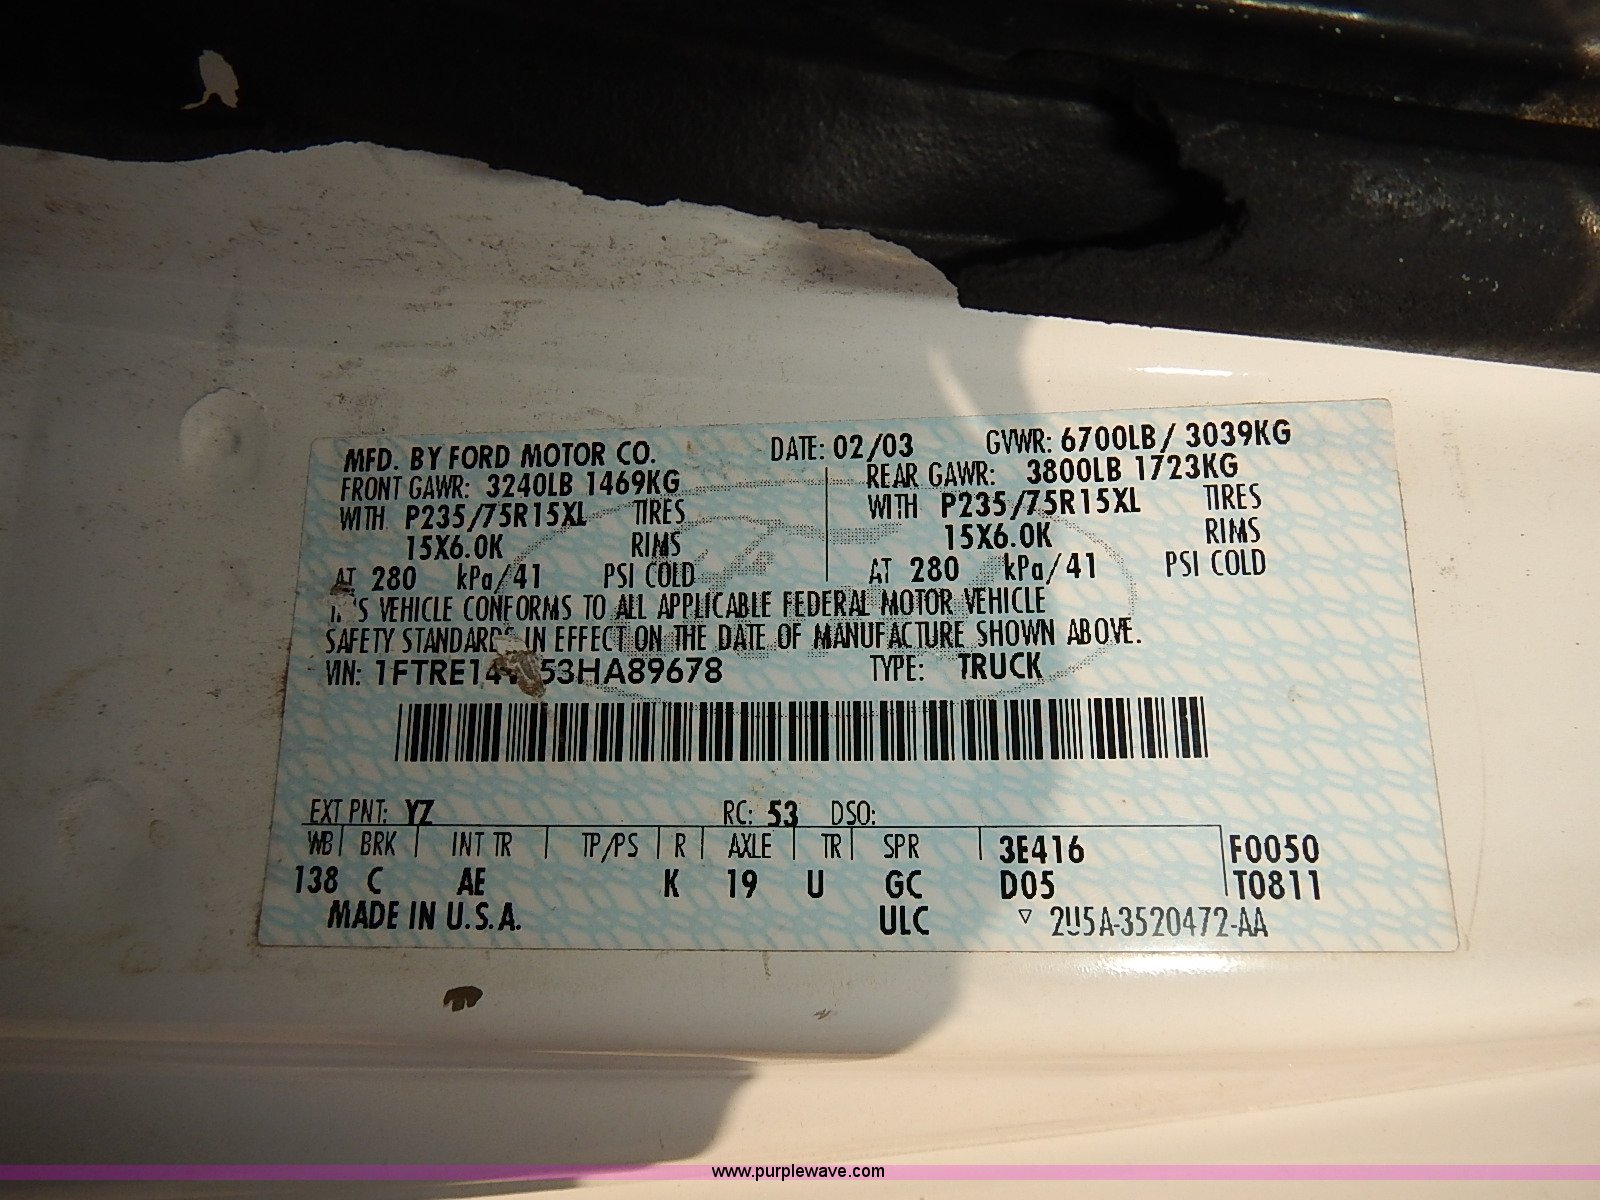 MFD. BY FORD MOTOR CO. DATE: 02/03 GVWR: 6700LB / 3039KG
FRONT GAWR: 3240LB 1469KG REAR GAWR: 3800LB 1723KG
WITH P235/75R15XL TIRES WITH P235/75R15XL TIRES
15X6.0K RIMS 15X6.0K RIMS
AT 280 kPa/41 PSI COLD AT 280 kPa/41 PSI COLD
VEHICLE CONFORMS TO ALL APPLICABLE FEDERAL MOTOR VEHICLE
SAFETY STANDARDS IN EFFECT ON THE DATE OF MANUFACTURE SHOWN ABOVE.
VIN: TYPE: TRUCK
EXT PNT: YZ RC: 53 DSO:
WB BRK INT TR TP/PS R AXLE TR SPR 3E416 F0050
138 C AE K 19 U GC D05 T0811
MADE IN U.S.A. ULC ▽ 2U5A-3520472-AA
www.purplewave.com